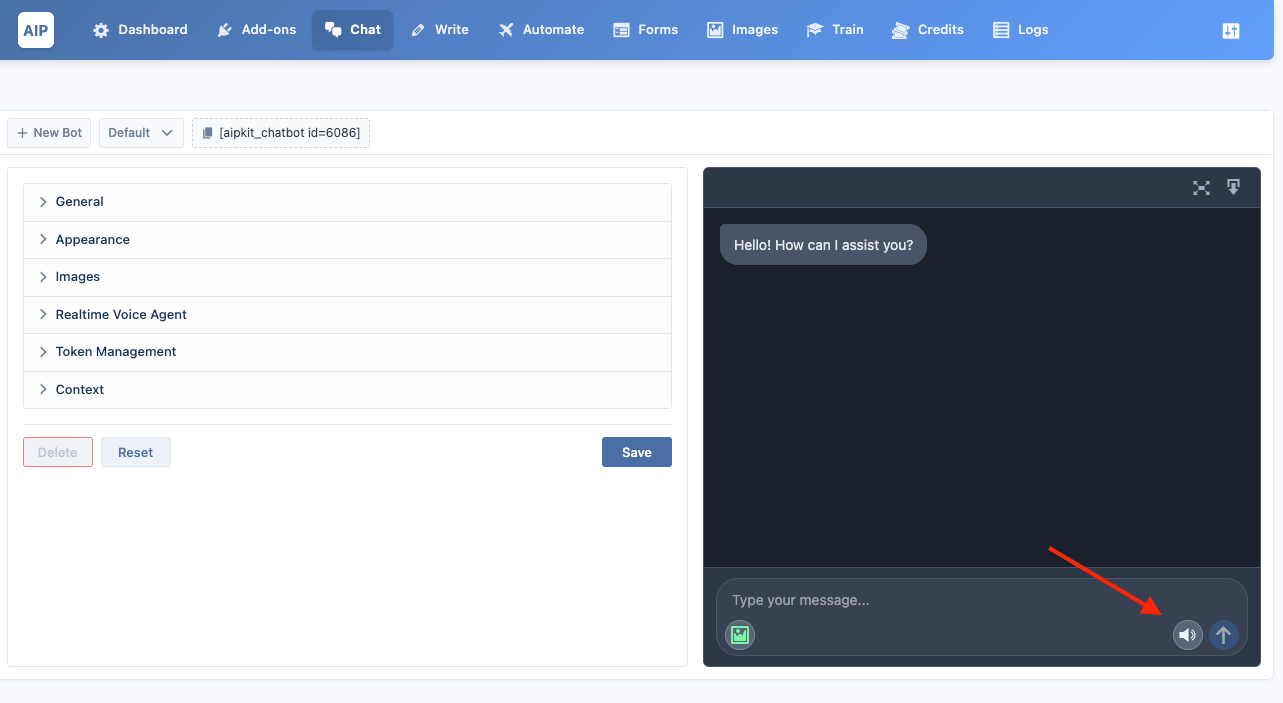 AIP Dashboard Add-ons Chat Write Automate Forms Images Train Credits Logs
New Bot Default [aipkit_chatbot id=6086]
General
Appearance
Images
Realtime Voice Agent
Token Management
Context
Delete Reset Save
Hello! How can I assist you?
Type your message...